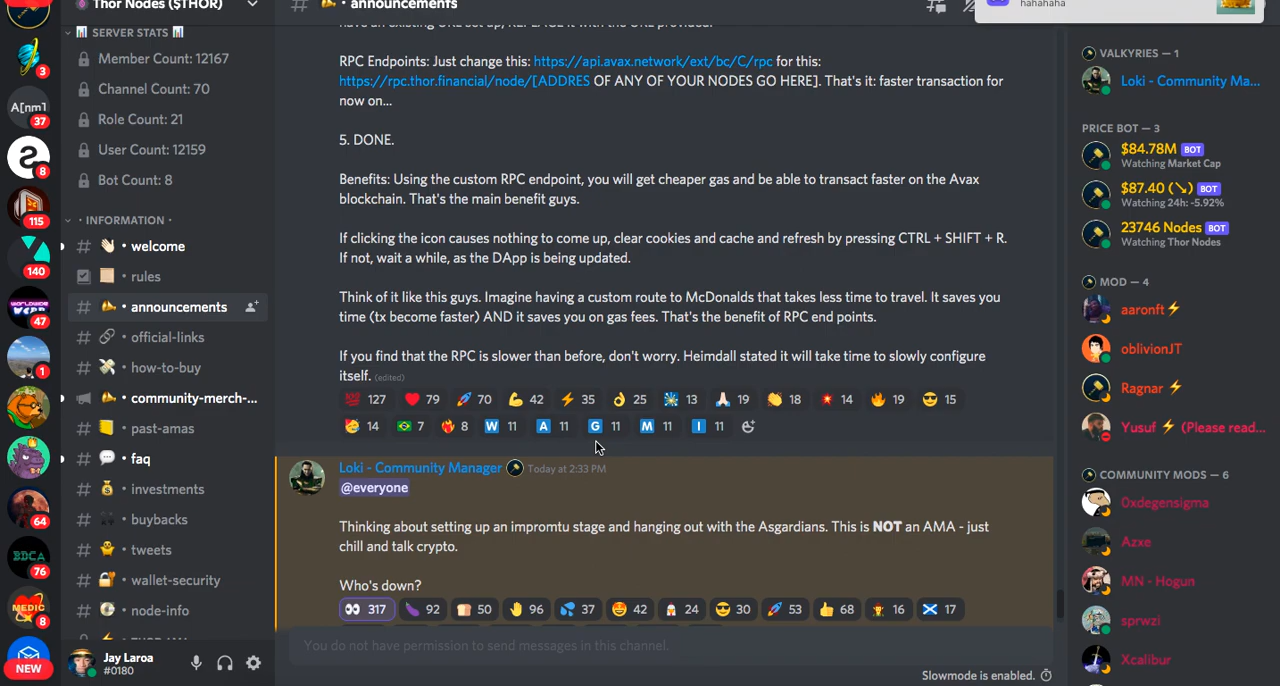 Thor Nodes ($THOR)
announcements
hahahaha
3
A[nm]
37
8
115
140
WORLDWIDE
WEBB
47
1
64
BDCA
76
MEDIC
8
NEW
SERVER STATS
Member Count: 12167
Channel Count: 70
Role Count: 21
User Count: 12159
Bot Count: 8
· INFORMATION ·
• welcome
• rules
• announcements
• official-links
• how-to-buy
• community-merch-...
• past-amas
• faq
• investments
• buybacks
• tweets
• wallet-security
• node-info
Jay Laroa
#0180
RPC Endpoints: Just change this: https://api.avax.network/ext/bc/C/rpc for this:
https://rpc.thor.financial/node/[ADDRES OF ANY OF YOUR NODES GO HERE]. That's it: faster transaction for
now on...
5. DONE.
Benefits: Using the custom RPC endpoint, you will get cheaper gas and be able to transact faster on the Avax
blockchain. That's the main benefit guys.
If clicking the icon causes nothing to come up, clear cookies and cache and refresh by pressing CTRL + SHIFT + R.
If not, wait a while, as the DApp is being updated.
Think of it like this guys. Imagine having a custom route to McDonalds that takes less time to travel. It saves you
time (tx become faster) AND it saves you on gas fees. That's the benefit of RPC end points.
If you find that the RPC is slower than before, don't worry. Heimdall stated it will take time to slowly configure
itself. (edited)
127 79 70 42 35 25 13 19 18 14 19 15
14 7 8 W 11 A 11 G 11 M 11 I 11
Loki - Community Manager Today at 2:33 PM
@everyone
Thinking about setting up an impromtu stage and hanging out with the Asgardians. This is NOT an AMA - just
chill and talk crypto.
Who's down?
317 92 50 96 37 42 24 30 53 68 16 17
You do not have permission to send messages in this channel.
Slowmode is enabled.
VALKYRIES — 1
Loki - Community Ma...
PRICE BOT — 3
$84.78M BOT
Watching Market Cap
$87.40 (↘) BOT
Watching 24h: -5.92%
23746 Nodes BOT
Watching Thor Nodes
MOD — 4
aaronft
oblivionJT
Ragnar
Yusuf (Please read...
COMMUNITY MODS — 6
0xdegensigma
Azxe
MN - Hogun
sprwzi
Xcalibur